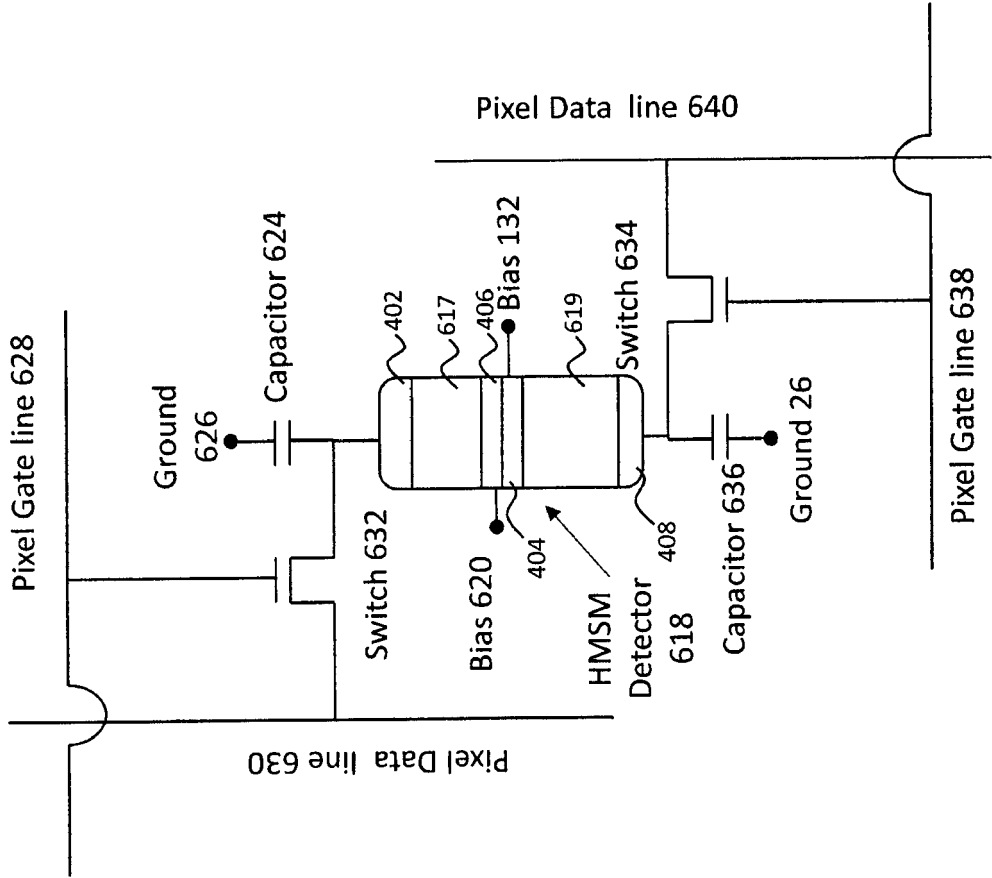 Pixel Gate line 628
Pixel Data line 640
Ground
626
Capacitor 624
402
617
406
Bias 132
619
Switch 634
Switch 632
Bias 620
404
408
HMSM
Detector
618
Capacitor 636
Ground 26
Pixel Gate line 638
Pixel Data line 630